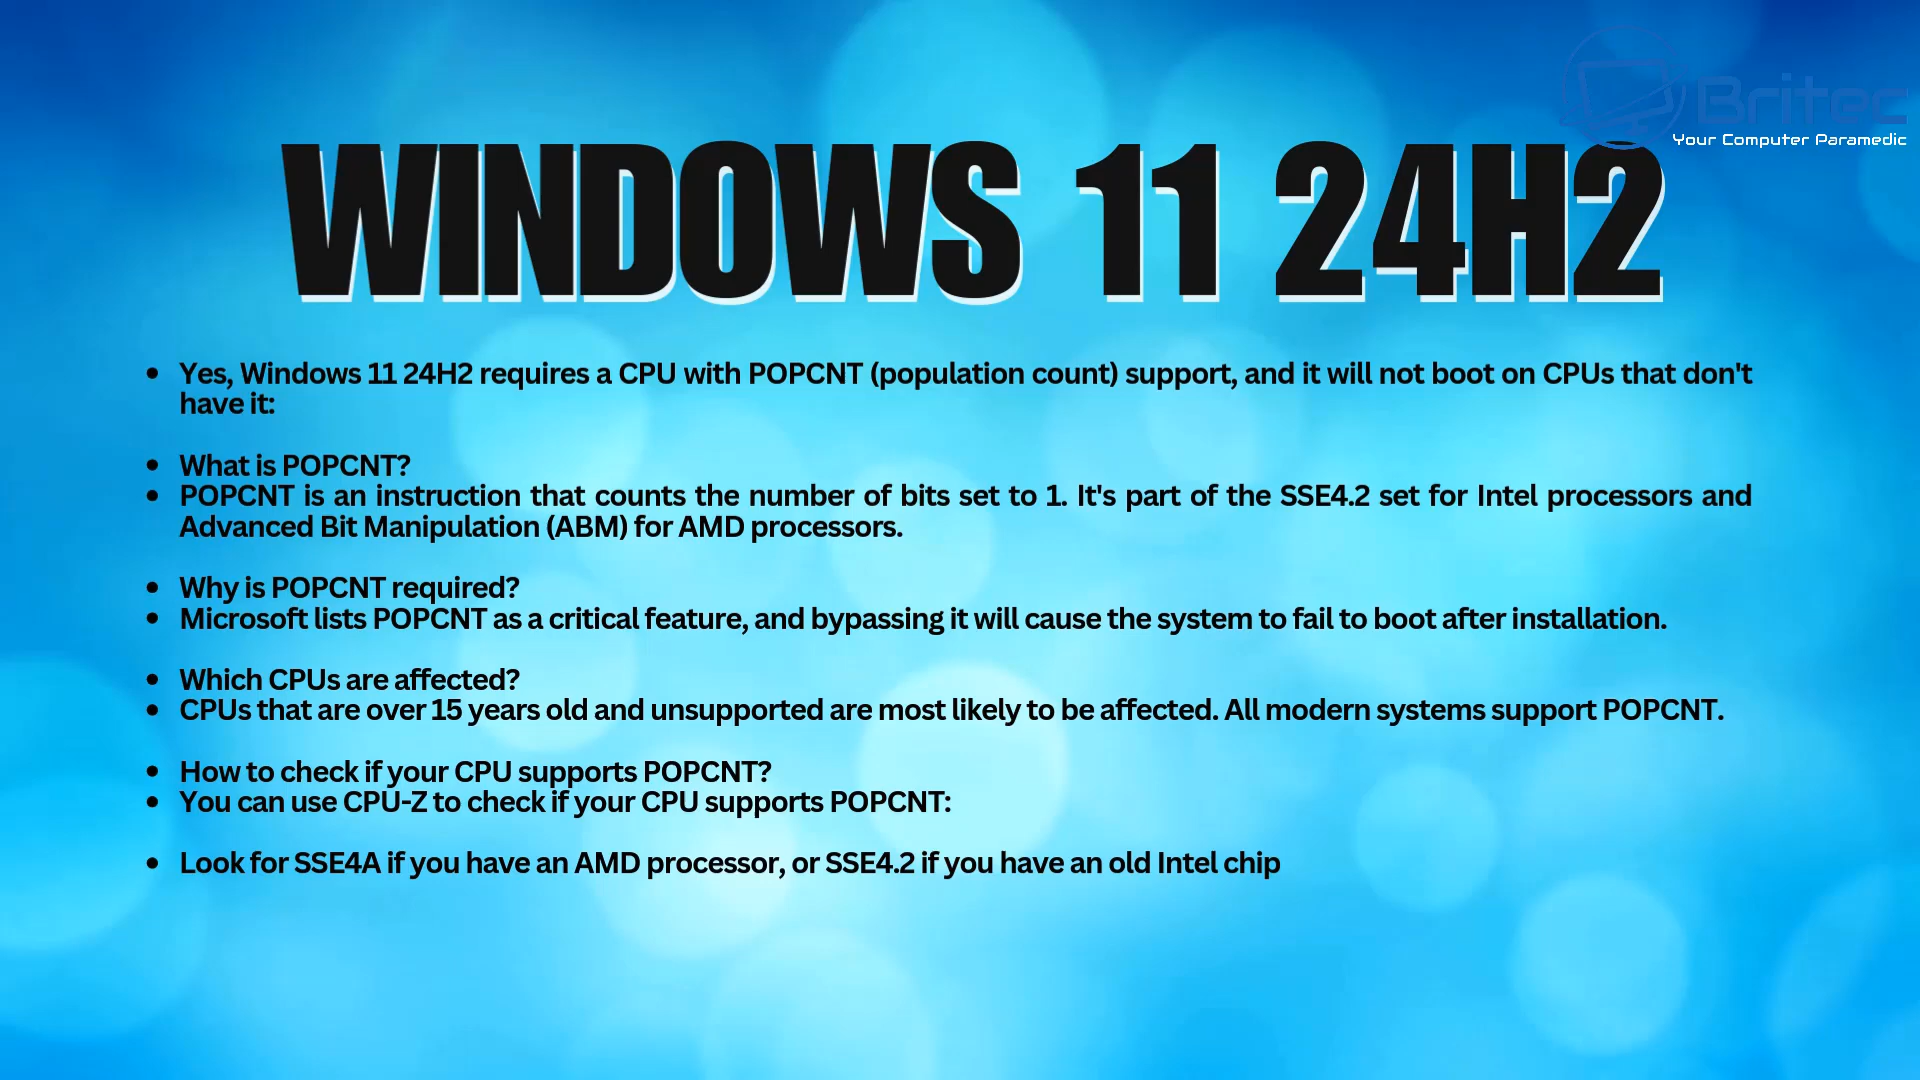 Britec
Your Computer Paramedic
WINDOWS 11 24H2
• Yes, Windows 11 24H2 requires a CPU with POPCNT (population count) support, and it will not boot on CPUs that don't
have it:
• What is POPCNT?
• POPCNT is an instruction that counts the number of bits set to 1. It's part of the SSE4.2 set for Intel processors and
Advanced Bit Manipulation (ABM) for AMD processors.
• Why is POPCNT required?
• Microsoft lists POPCNT as a critical feature, and bypassing it will cause the system to fail to boot after installation.
• Which CPUs are affected?
• CPUs that are over 15 years old and unsupported are most likely to be affected. All modern systems support POPCNT.
• How to check if your CPU supports POPCNT?
• You can use CPU-Z to check if your CPU supports POPCNT:
• Look for SSE4A if you have an AMD processor, or SSE4.2 if you have an old Intel chip